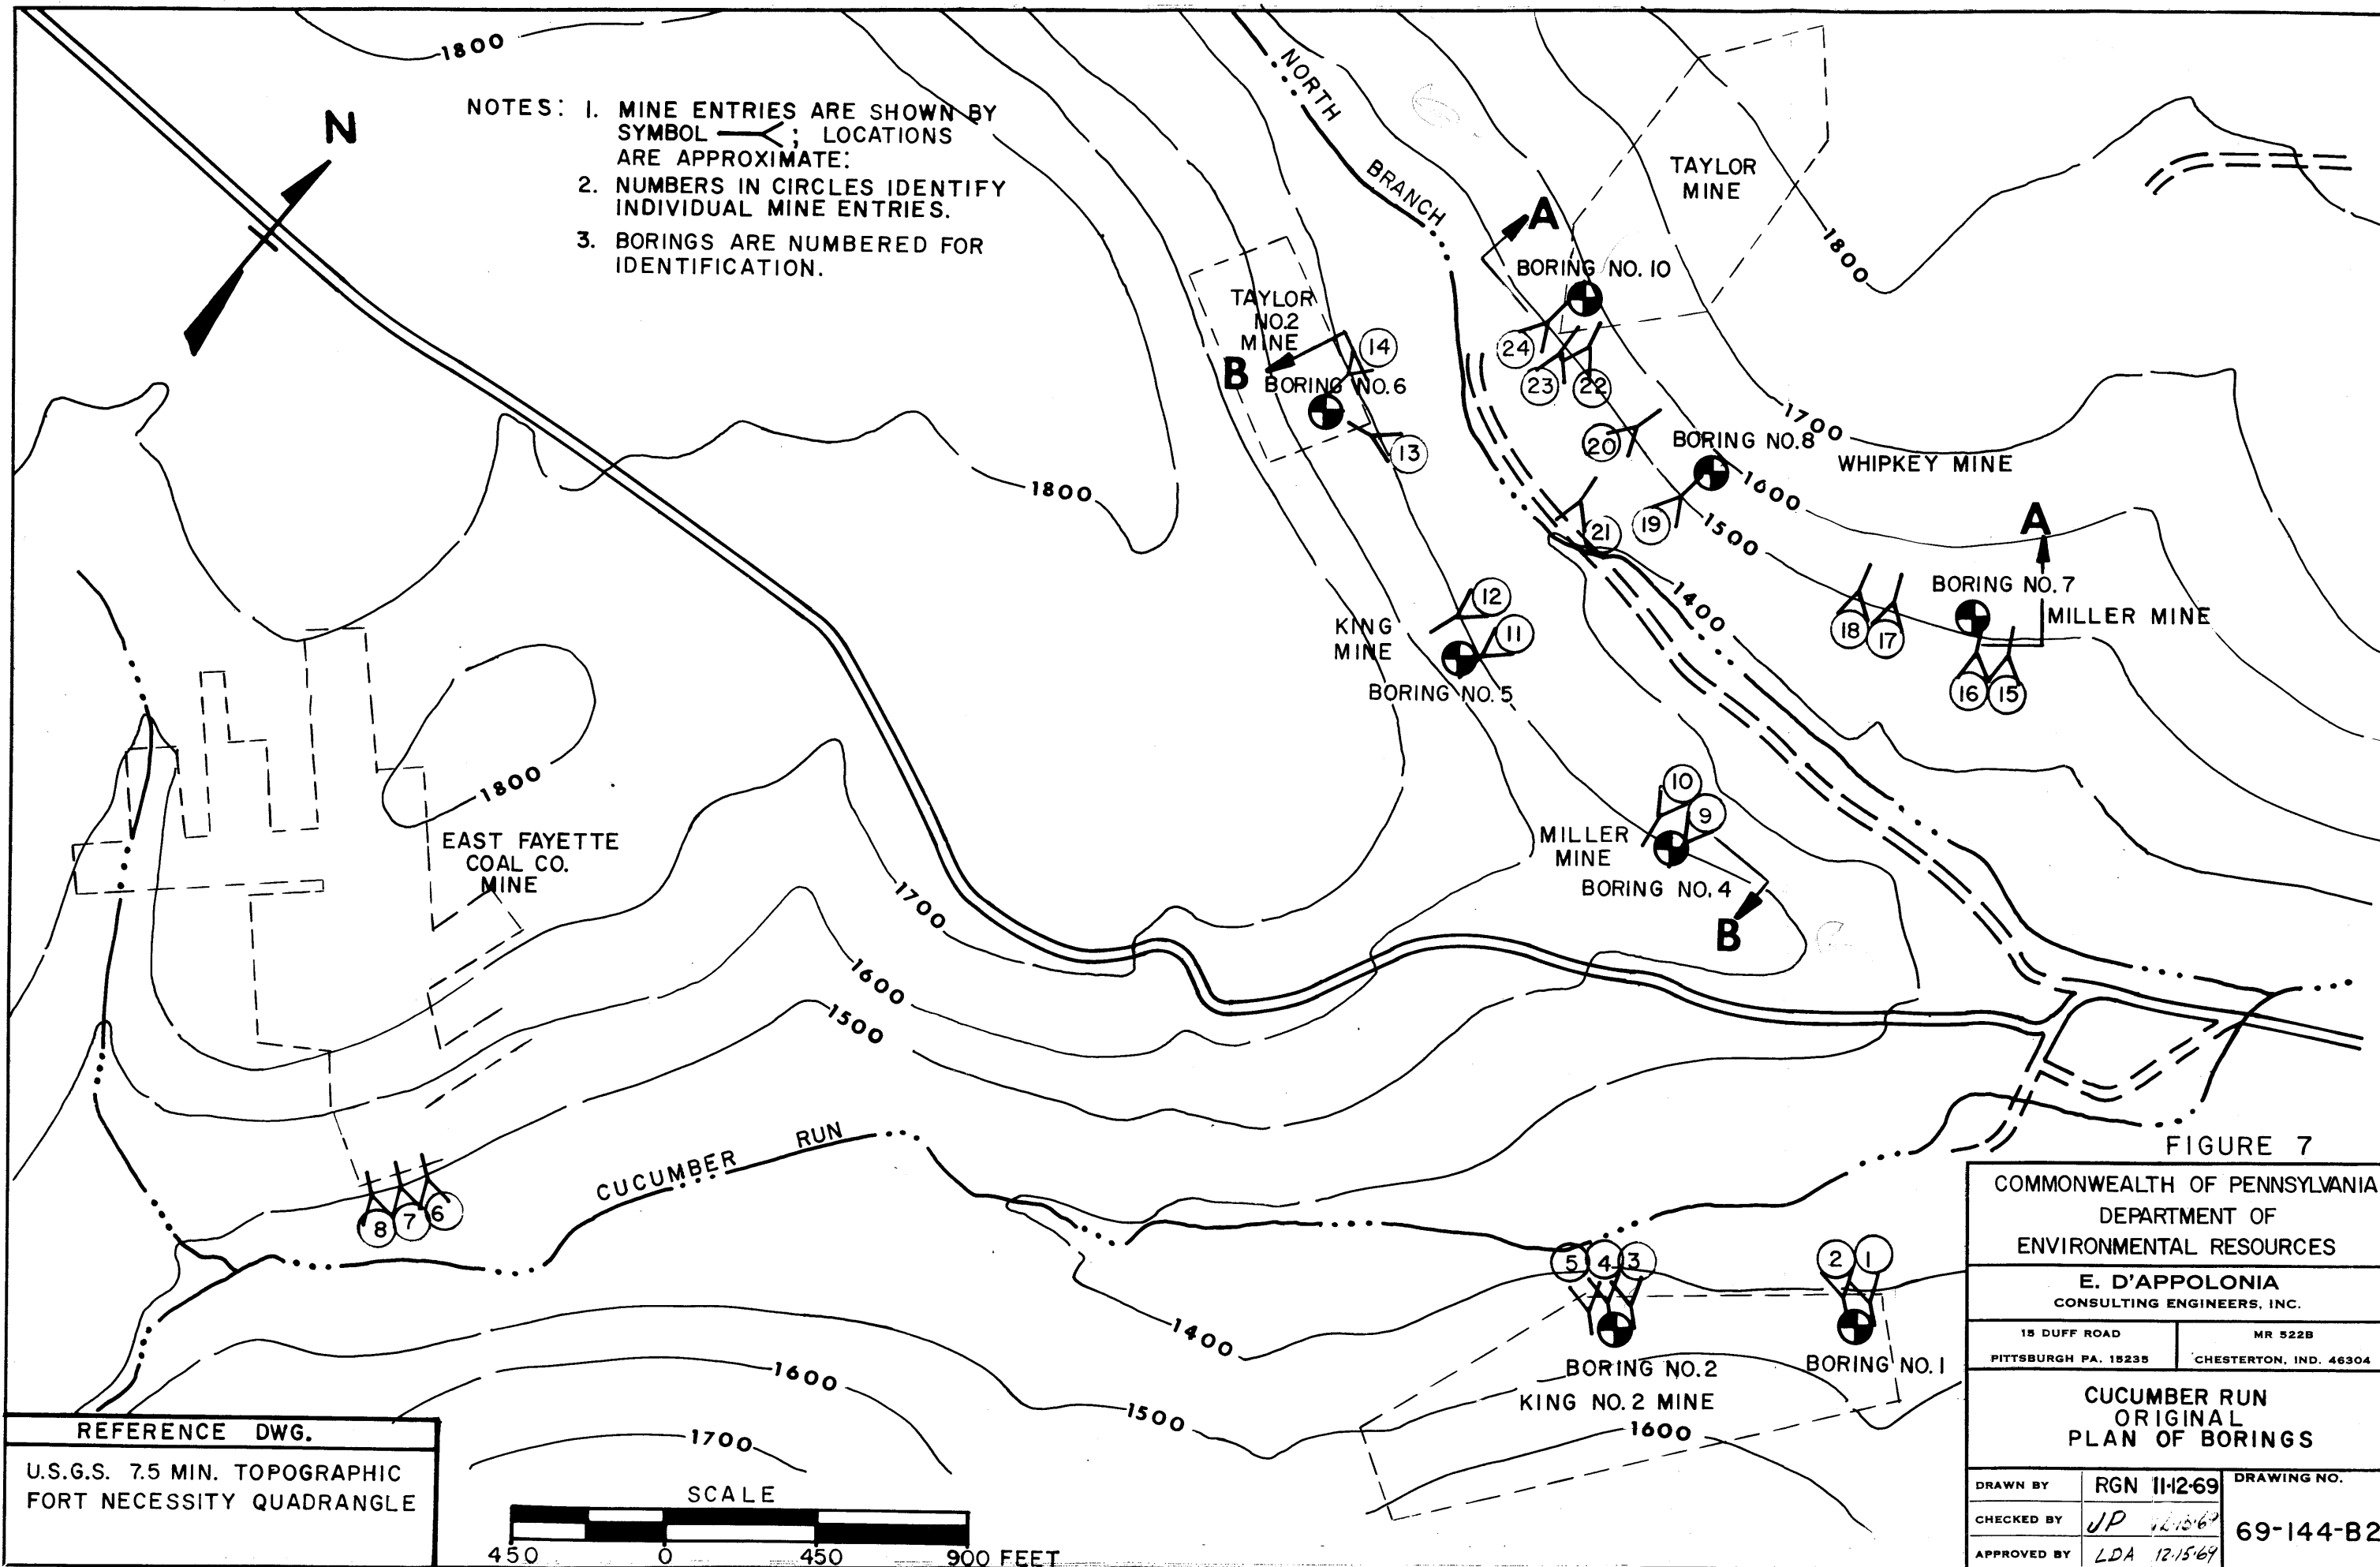 1800
N
NOTES: 1. MINE ENTRIES ARE SHOWN BY
SYMBOL ; LOCATIONS
ARE APPROXIMATE:
2. NUMBERS IN CIRCLES IDENTIFY
INDIVIDUAL MINE ENTRIES.
3. BORINGS ARE NUMBERED FOR
IDENTIFICATION.
NORTH
BRANCH
TAYLOR
MINE
1800
A
BORING NO. 10
TAYLOR
NO.2
MINE
B
14
BORING NO. 6
13
24
23
22
20
1700
BORING NO.8
WHIPKEY MINE
1600
1500
19
21
1800
A
BORING NO. 7
MILLER MINE
1400
18
17
16
15
12
11
KING
MINE
BORING NO. 5
1800
EAST FAYETTE
COAL CO.
MINE
10
9
MILLER
MINE
BORING NO. 4
B
1700
1600
1500
CUCUMBER RUN
8
7
6
5
4
3
2
1
BORING NO. 2
KING NO. 2 MINE
BORING NO. 1
1400
1600
1500
1700
1600
REFERENCE DWG.
U.S.G.S. 7.5 MIN. TOPOGRAPHIC
FORT NECESSITY QUADRANGLE
SCALE
450 0 450 900 FEET
FIGURE 7
COMMONWEALTH OF PENNSYLVANIA
DEPARTMENT OF
ENVIRONMENTAL RESOURCES
E. D'APPOLONIA
CONSULTING ENGINEERS, INC.
15 DUFF ROAD
PITTSBURGH PA. 15235
MR 522B
CHESTERTON, IND. 46304
CUCUMBER RUN
ORIGINAL
PLAN OF BORINGS
DRAWN BY RGN 11-12-69
CHECKED BY JP
APPROVED BY LDA 12-15-69
DRAWING NO.
69-144-B2